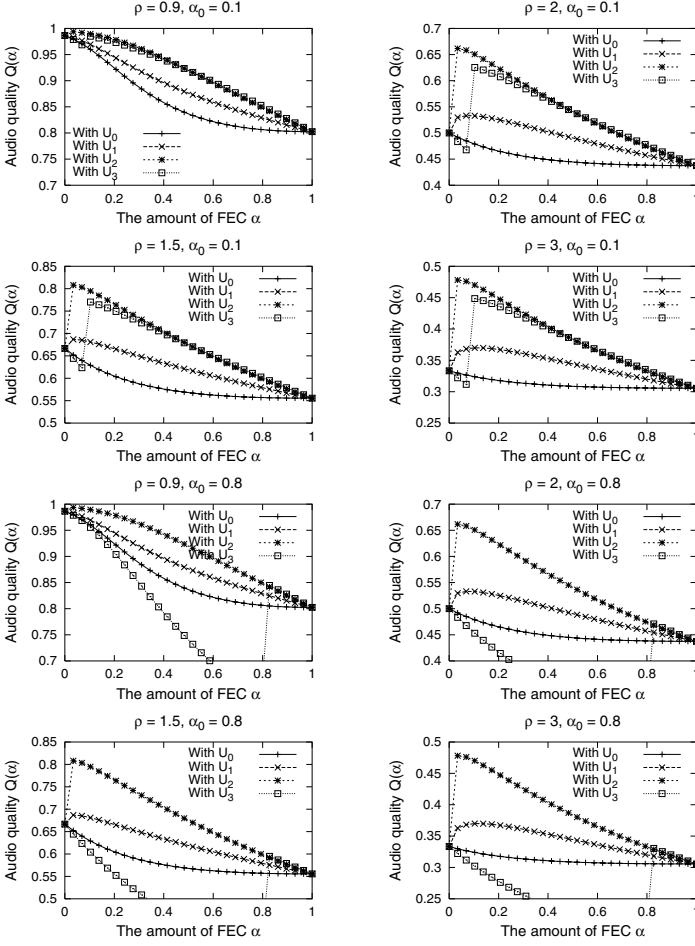 ρ = 0.9, α0 = 0.1
Audio quality Q(α)
1
0.95
0.9
0.85
0.8
0.75
0.7
With U0
With U1
With U2
With U3
0 0.2 0.4 0.6 0.8 1
The amount of FEC α
ρ = 2, α0 = 0.1
Audio quality Q(α)
0.7
0.65
0.6
0.55
0.5
0.45
0.4
With U0
With U1
With U2
With U3
0 0.2 0.4 0.6 0.8 1
The amount of FEC α
ρ = 1.5, α0 = 0.1
Audio quality Q(α)
0.85
0.8
0.75
0.7
0.65
0.6
0.55
0.5
With U0
With U1
With U2
With U3
0 0.2 0.4 0.6 0.8 1
The amount of FEC α
ρ = 3, α0 = 0.1
Audio quality Q(α)
0.5
0.45
0.4
0.35
0.3
0.25
With U0
With U1
With U2
With U3
0 0.2 0.4 0.6 0.8 1
The amount of FEC α
ρ = 0.9, α0 = 0.8
Audio quality Q(α)
1
0.95
0.9
0.85
0.8
0.75
0.7
With U0
With U1
With U2
With U3
0 0.2 0.4 0.6 0.8 1
The amount of FEC α
ρ = 2, α0 = 0.8
Audio quality Q(α)
0.7
0.65
0.6
0.55
0.5
0.45
0.4
With U0
With U1
With U2
With U3
0 0.2 0.4 0.6 0.8 1
The amount of FEC α
ρ = 1.5, α0 = 0.8
Audio quality Q(α)
0.85
0.8
0.75
0.7
0.65
0.6
0.55
0.5
With U0
With U1
With U2
With U3
0 0.2 0.4 0.6 0.8 1
The amount of FEC α
ρ = 3, α0 = 0.8
Audio quality Q(α)
0.5
0.45
0.4
0.35
0.3
0.25
With U0
With U1
With U2
With U3
0 0.2 0.4 0.6 0.8 1
The amount of FEC α